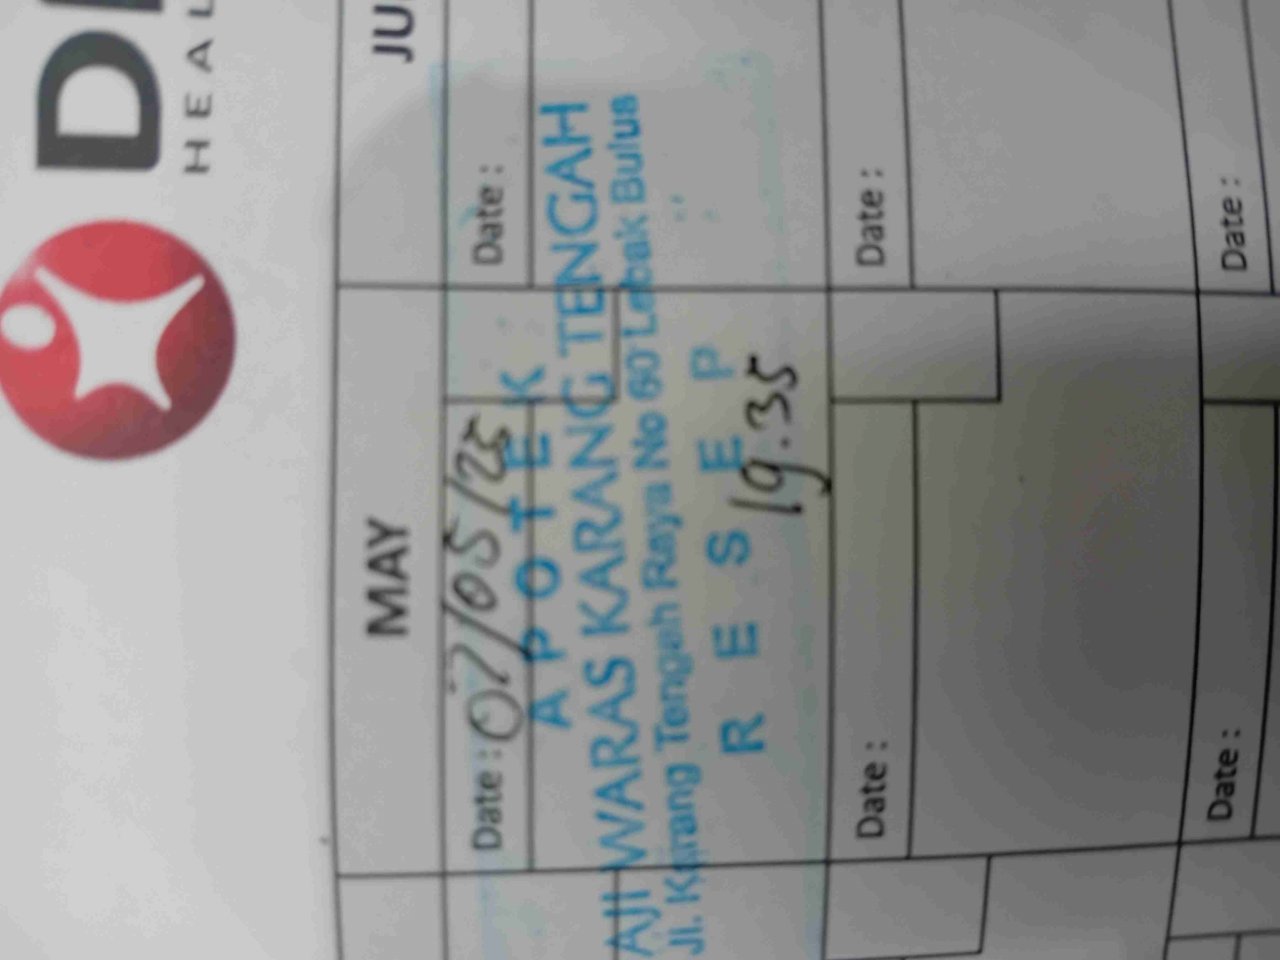 HEAL
MAY
JU
Date : 07/05/25
Date :
APOTEK
AJI WARAS KARANG TENGAH
Jl. Karang Tengah Raya No 60 Lebak Bulus
RESEP
19.35
Date :
Date :
Date :
Date :